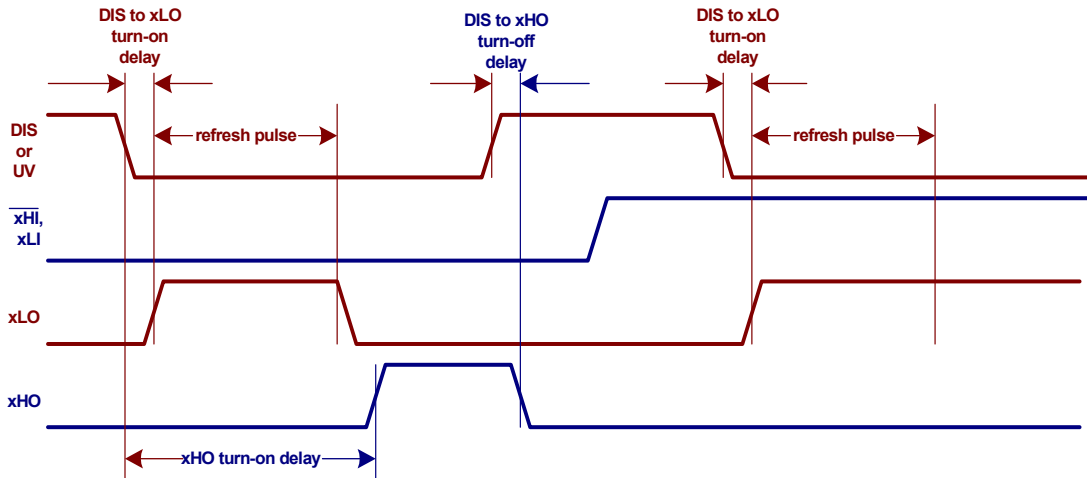 DIS to xLO
turn-on
delay
DIS to xHO
turn-off
delay
DIS to xLO
turn-on
delay
DIS
or
UV
refresh pulse
refresh pulse
xHI,
xLI
xLO
xHO
xHO turn-on delay